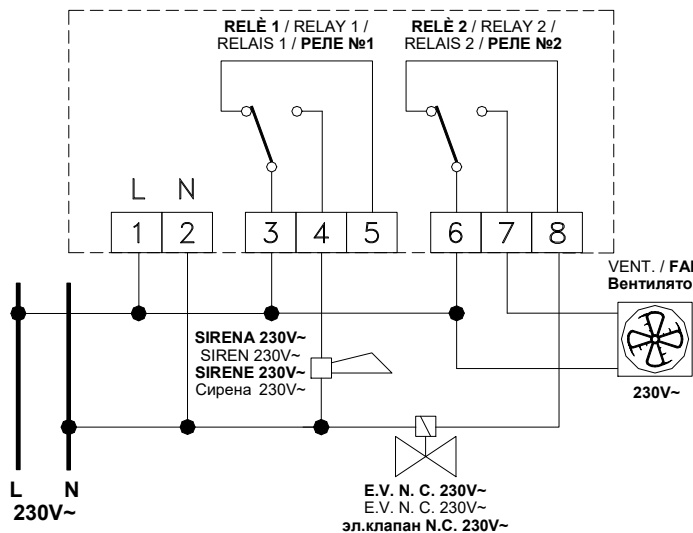 RELÈ 1 / RELAY 1 /
RELAIS 1 / РЕЛЕ №1
RELÈ 2 / RELAY 2 /
RELAIS 2 / РЕЛЕ №2
L N
1 2 3 4 5 6 7 8
VENT. / FAN
Вентилято
230V~
SIRENA 230V~
SIREN 230V~
SIRENE 230V~
Сирена 230V~
E.V. N. C. 230V~
E.V. N. C. 230V~
эл.клапан N.C. 230V~
L N
230V~